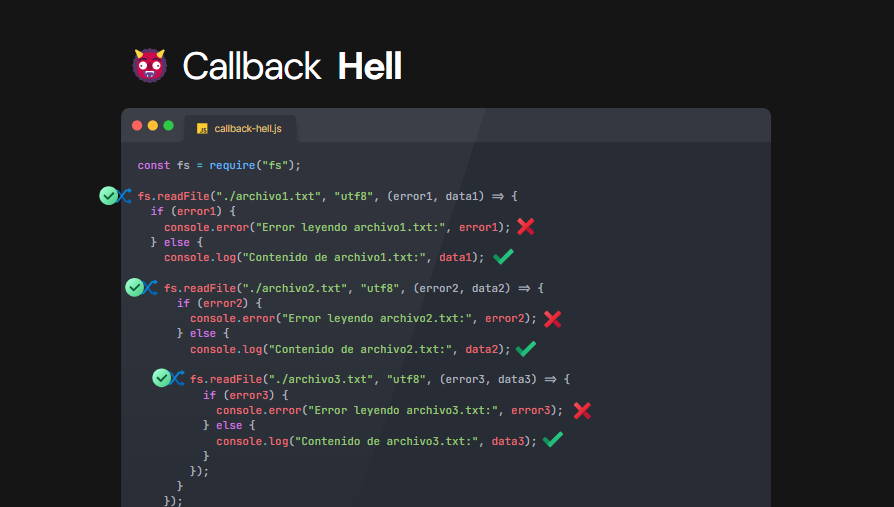 Callback Hell
JS callback-hell.js
const fs = require("fs");
fs.readFile("./archivo1.txt", "utf8", (error1, data1) => {
if (error1) {
console.error("Error leyendo archivo1.txt:", error1);
} else {
console.log("Contenido de archivo1.txt:", data1);
fs.readFile("./archivo2.txt", "utf8", (error2, data2) => {
if (error2) {
console.error("Error leyendo archivo2.txt:", error2);
} else {
console.log("Contenido de archivo2.txt:", data2);
fs.readFile("./archivo3.txt", "utf8", (error3, data3) => {
if (error3) {
console.error("Error leyendo archivo3.txt:", error3);
} else {
console.log("Contenido de archivo3.txt:", data3);
}
});
}
});